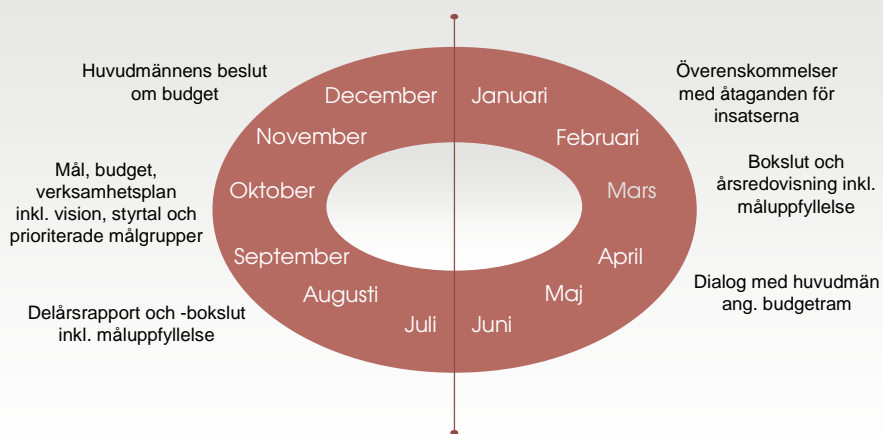 Huvudmännens beslut
om budget
Överenskommelser
med åtaganden för
insatserna
December
Januari
November
Februari
Mål, budget,
verksamhetsplan
inkl. vision, styrtal och
prioriterade målgrupper
Oktober
Mars
Bokslut och
årsredovisning inkl.
måluppfyllelse
September
April
Augusti
Maj
Dialog med huvudmän
ang. budgetram
Delårsrapport och -bokslut
inkl. måluppfyllelse
Juli
Juni